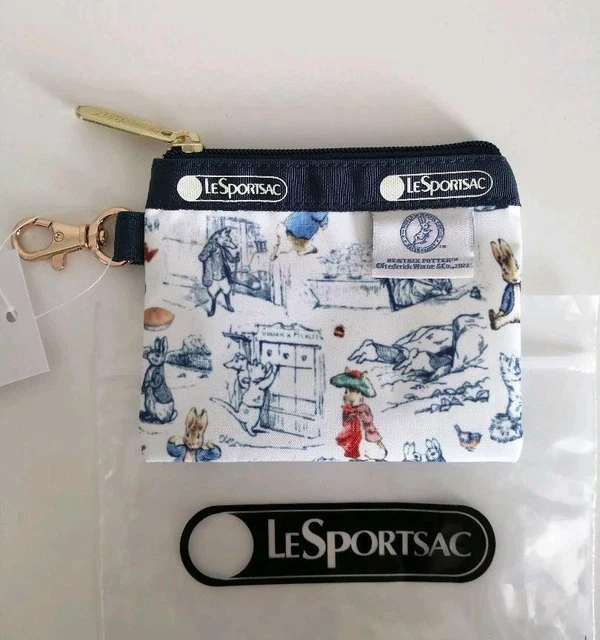 LESPORTSAC
LESPORTSAC
BEATRIX POTTER™
©Frederick Warne & Co., 2022
LESPORTSAC